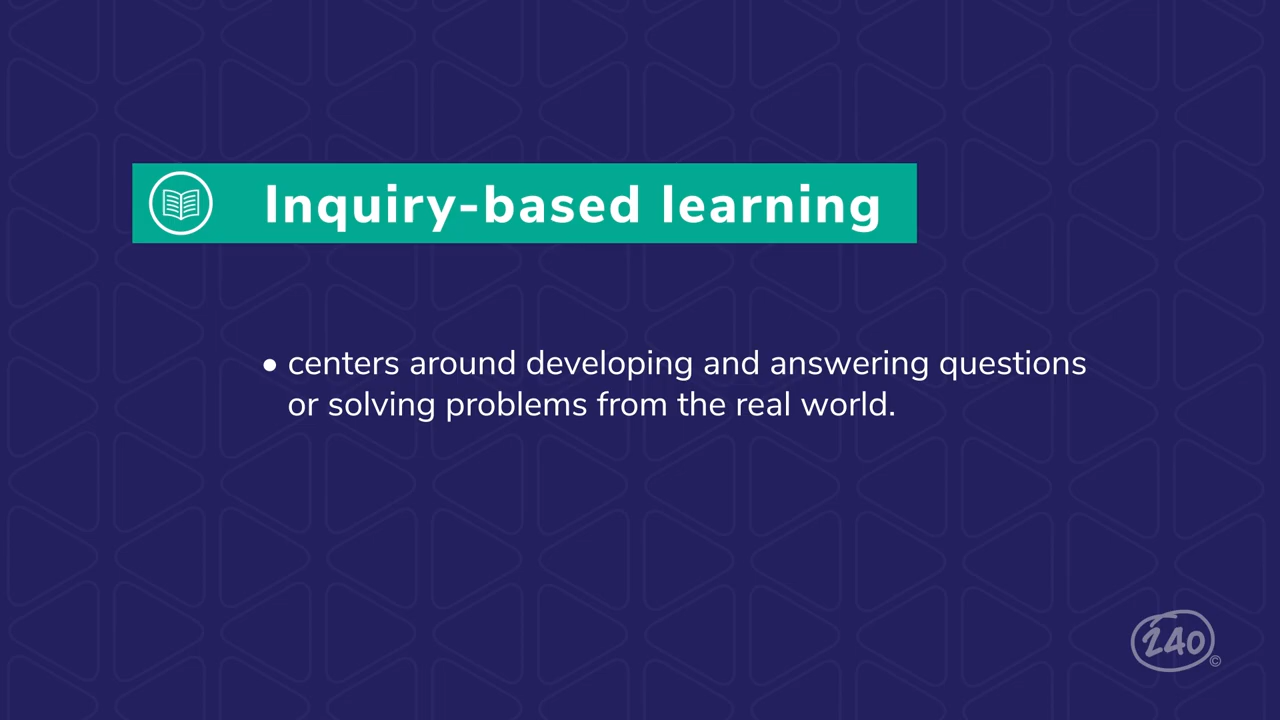 Inquiry-based learning
• centers around developing and answering questions
or solving problems from the real world.
240
©